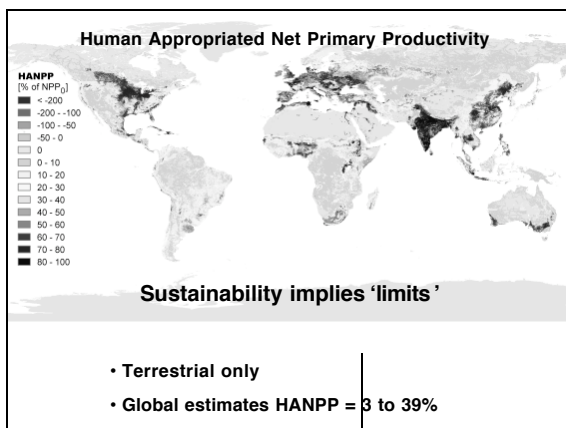 Human Appropriated Net Primary Productivity
HANPP
[% of NPP₀]
< -200
-200 - -100
-100 - -50
-50 - 0
0
0 - 10
10 - 20
20 - 30
30 - 40
40 - 50
50 - 60
60 - 70
70 - 80
80 - 100
Sustainability implies ‘limits’
• Terrestrial only
• Global estimates HANPP = 3 to 39%